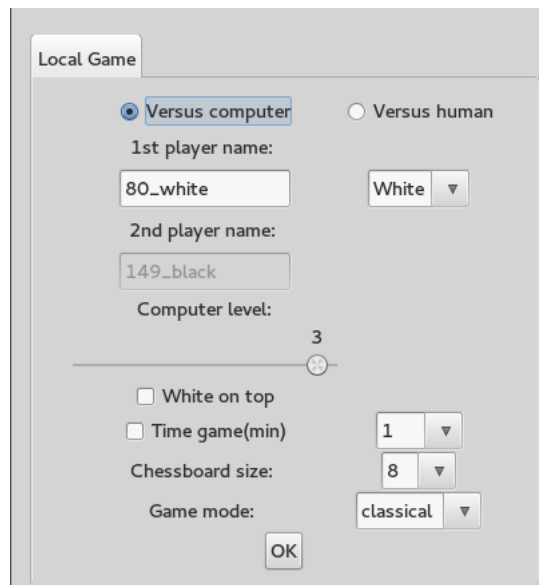 Local Game
Versus computer Versus human
1st player name:
80_white White
2nd player name:
149_black
Computer level:
3
White on top
Time game(min) 1
Chessboard size: 8
Game mode: classical
OK